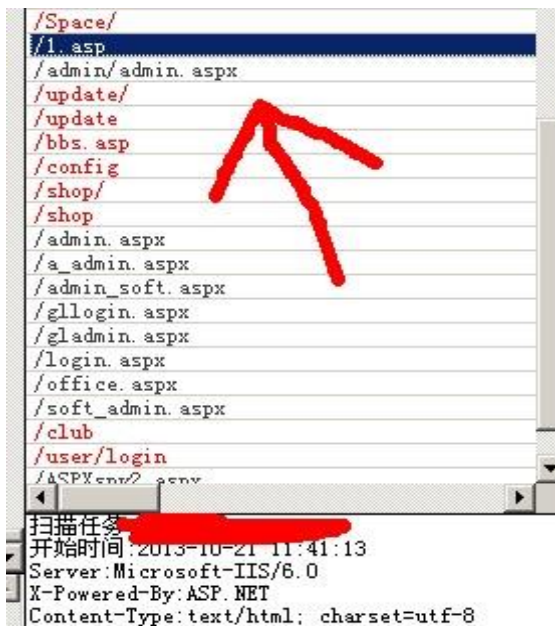 /Space/
/1.asp
/admin/admin.aspx
/update/
/update
/bbs.asp
/config
/shop/
/shop
/admin.aspx
/a_admin.aspx
/admin_soft.aspx
/gllogin.aspx
/gladmin.aspx
/login.aspx
/office.aspx
/soft_admin.aspx
/club
/user/login
/ASPXspy2.aspx
扫描任务
开始时间:2013-10-21 11:41:13
Server:Microsoft-IIS/6.0
X-Powered-By:ASP.NET
Content-Type:text/html; charset=utf-8